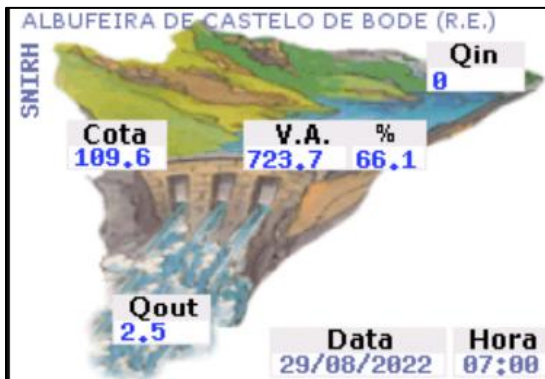 ALBUFEIRA DE CASTELO DE BODE (R.E.)
SNIRH
Qin
0
Cota
109.6
V.A.
723.7
%
66.1
Qout
2.5
Data
29/08/2022
Hora
07:00